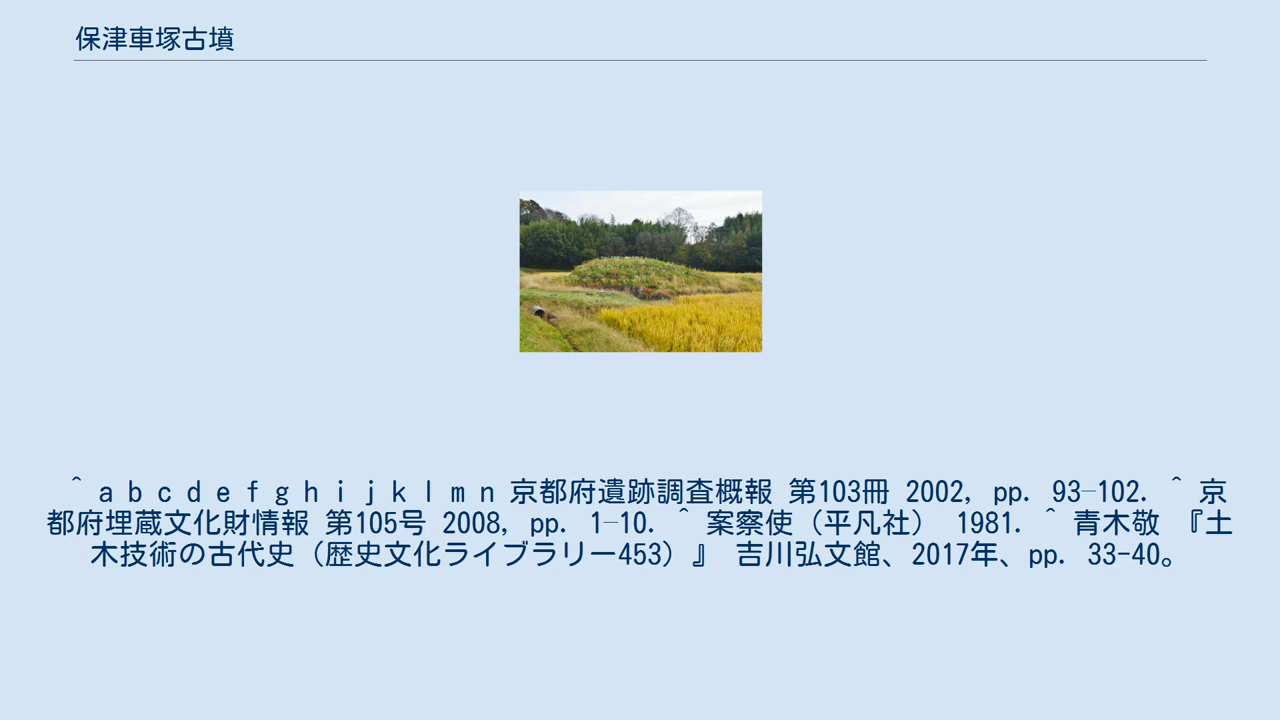 保津車塚古墳
^ a b c d e f g h i j k l m n 京都府遺跡調査概報 第103冊 2002, pp. 93–102. ^ 京
都府埋蔵文化財情報 第105号 2008, pp. 1–10. ^ 案察使（平凡社） 1981. ^ 青木敬 『土
木技術の古代史（歴史文化ライブラリー453）』 吉川弘文館、2017年、pp. 33-40。